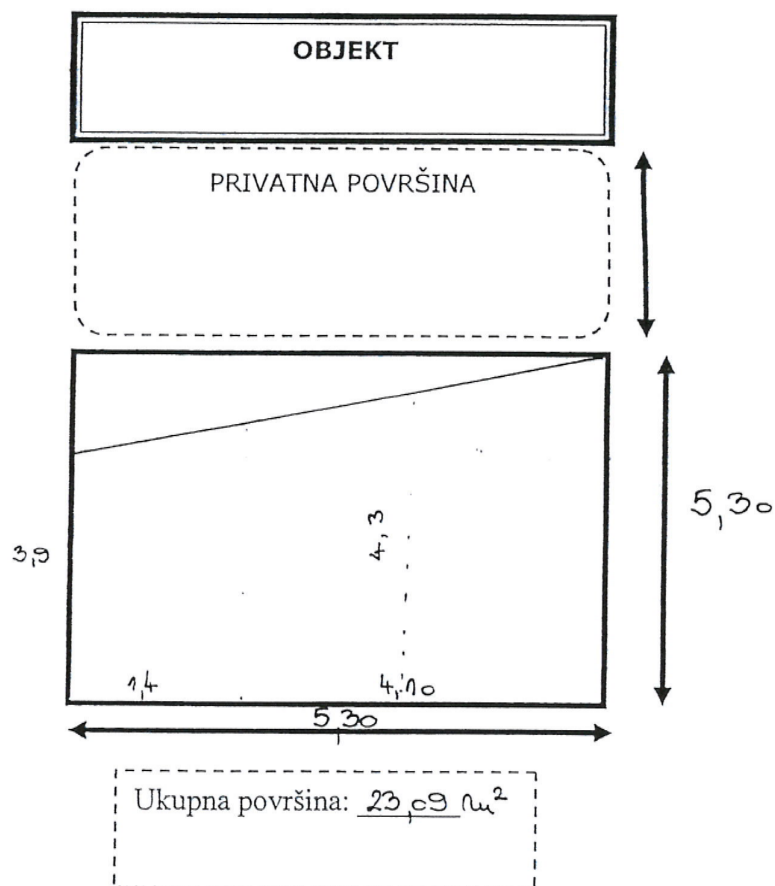 OBJEKT
PRIVATNA POVRŠINA
5,30
4,3
3,9
1,4
4,10
5,30
Ukupna površina: 23,09 m²